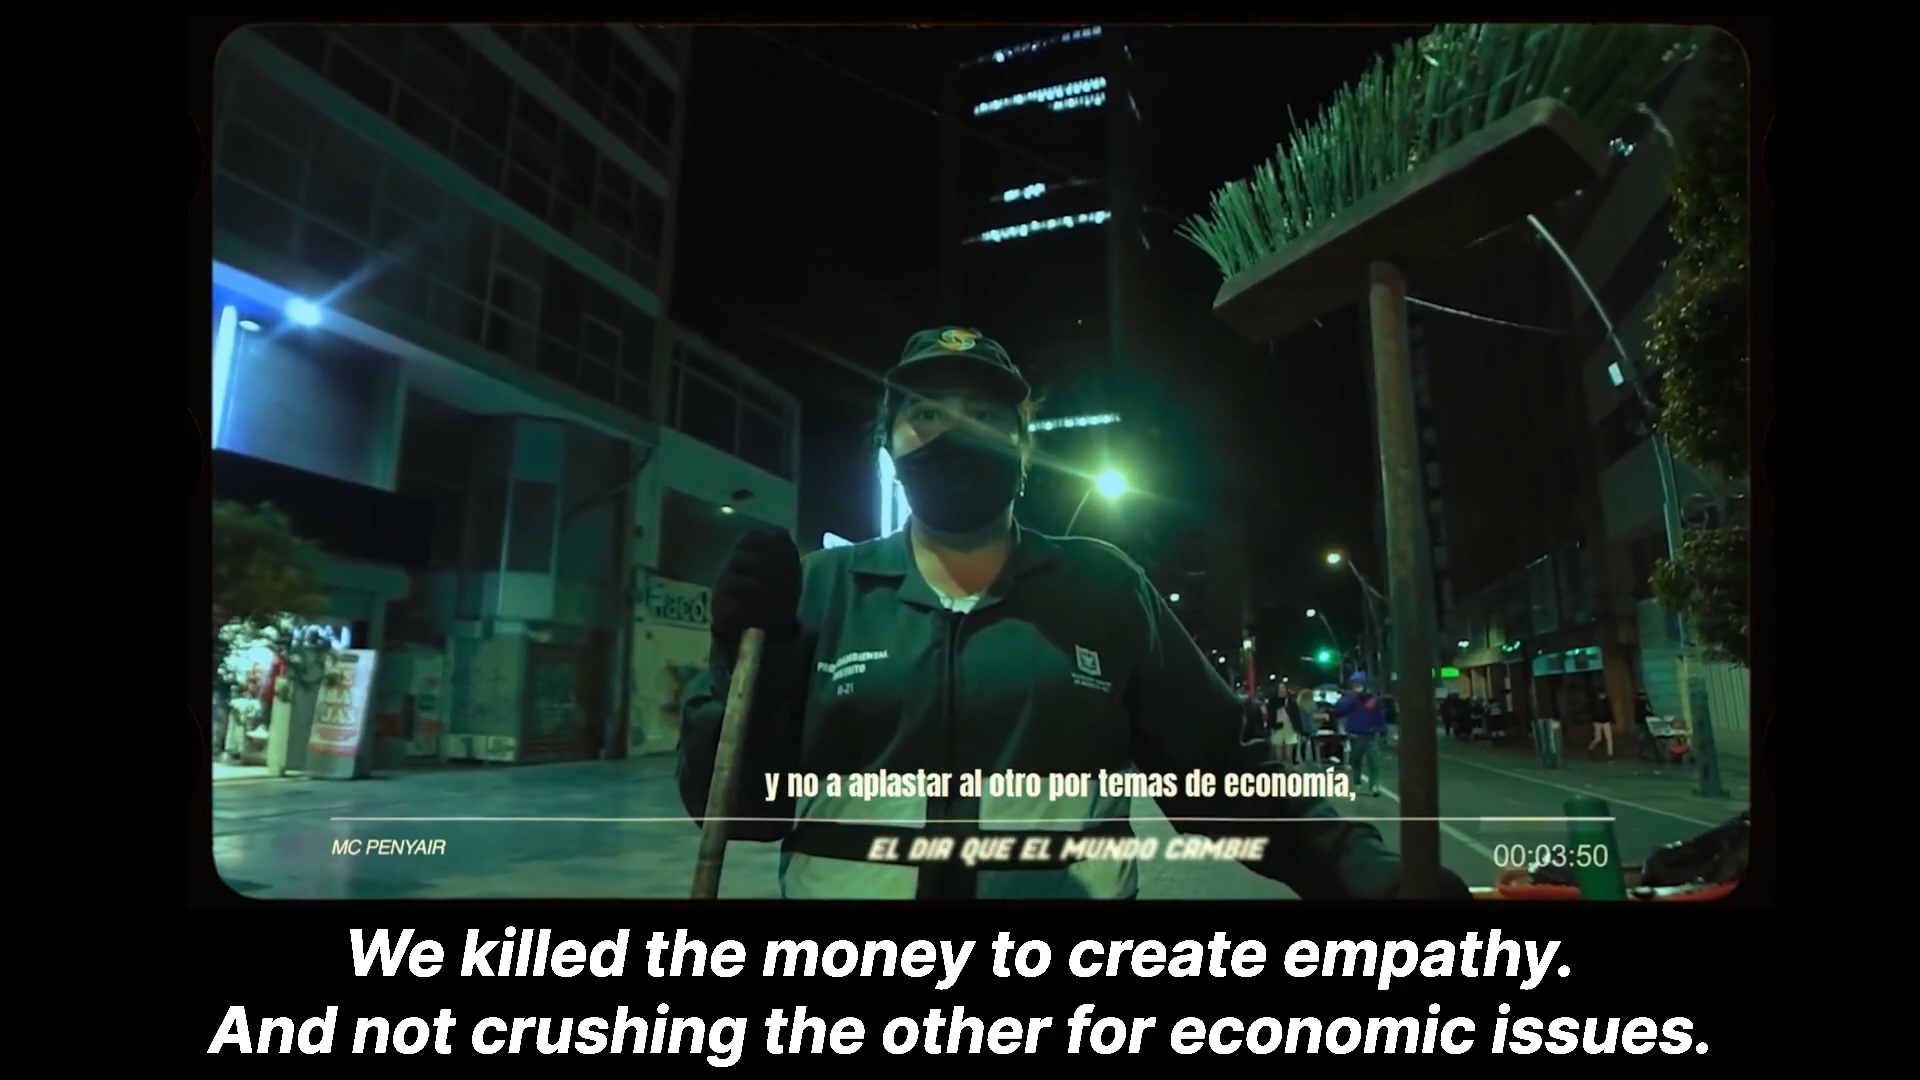 y no a aplastar al otro por temas de economía,
MC PENYAIR
EL DIA QUE EL MUNDO CAMBIE
00:03:50
We killed the money to create empathy.
And not crushing the other for economic issues.